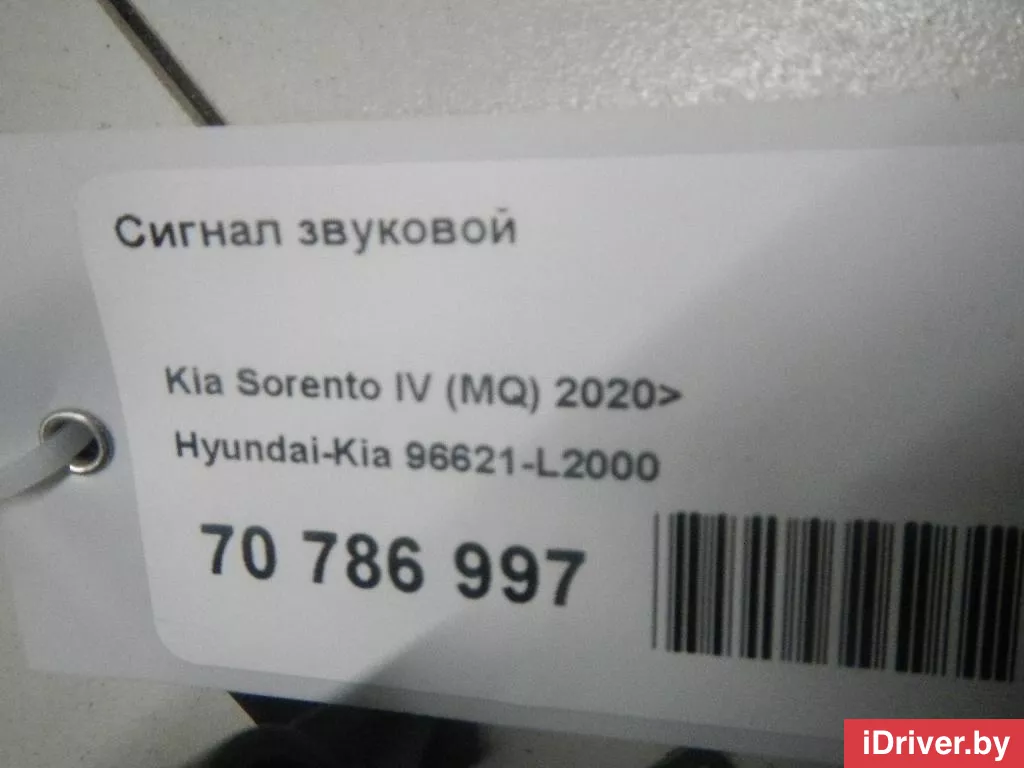 Сигнал звуковой
Kia Sorento IV (MQ) 2020>
Hyundai-Kia 96621-L2000
70 786 997
iDriver.by